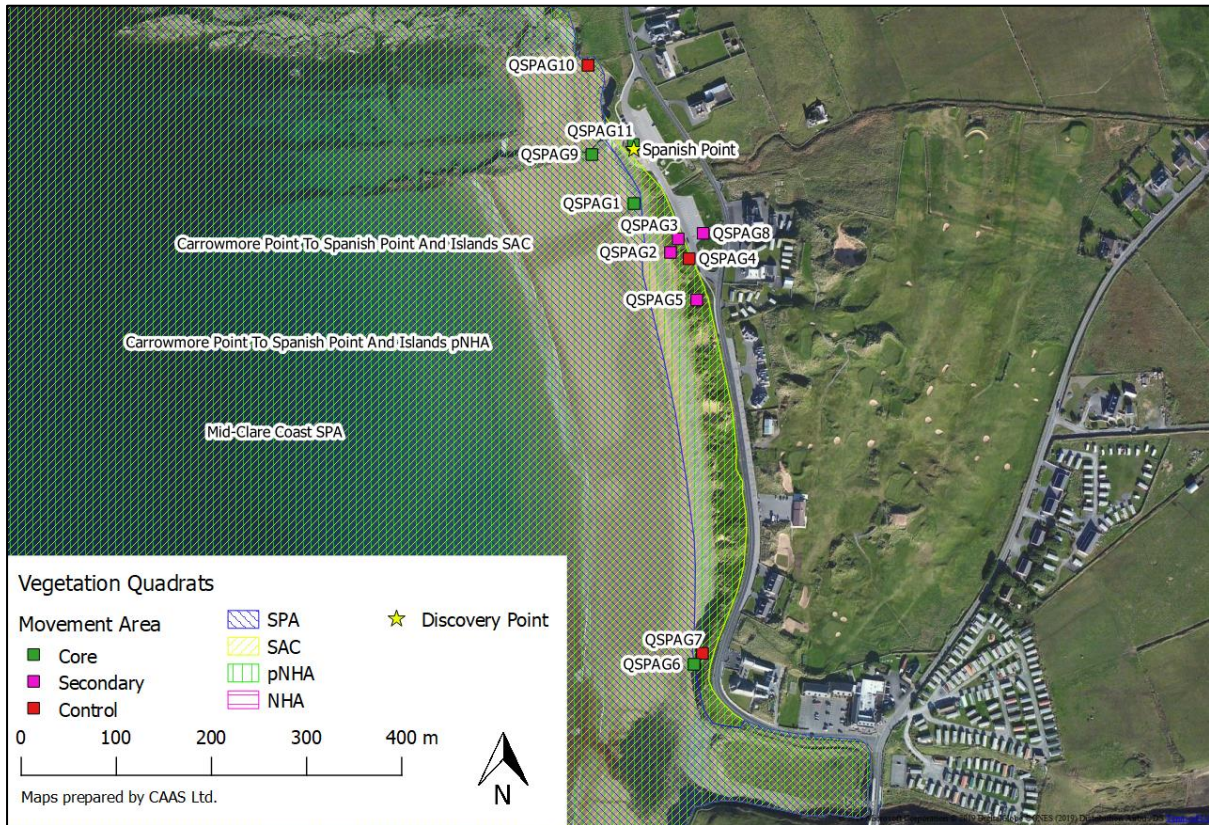 QSPAG10
QSPAG11
Spanish Point
QSPAG9
QSPAG1
QSPAG3
QSPAG8
QSPAG2
QSPAG4
QSPAG5
Carrowmore Point To Spanish Point And Islands SAC
Carrowmore Point To Spanish Point And Islands pNHA
Mid-Clare Coast SPA
QSPAG7
QSPAG6
Vegetation Quadrats
Movement Area
Core
Secondary
Control
SPA
SAC
pNHA
NHA
Discovery Point
0 100 200 300 400 m
N
Maps prepared by CAAS Ltd.